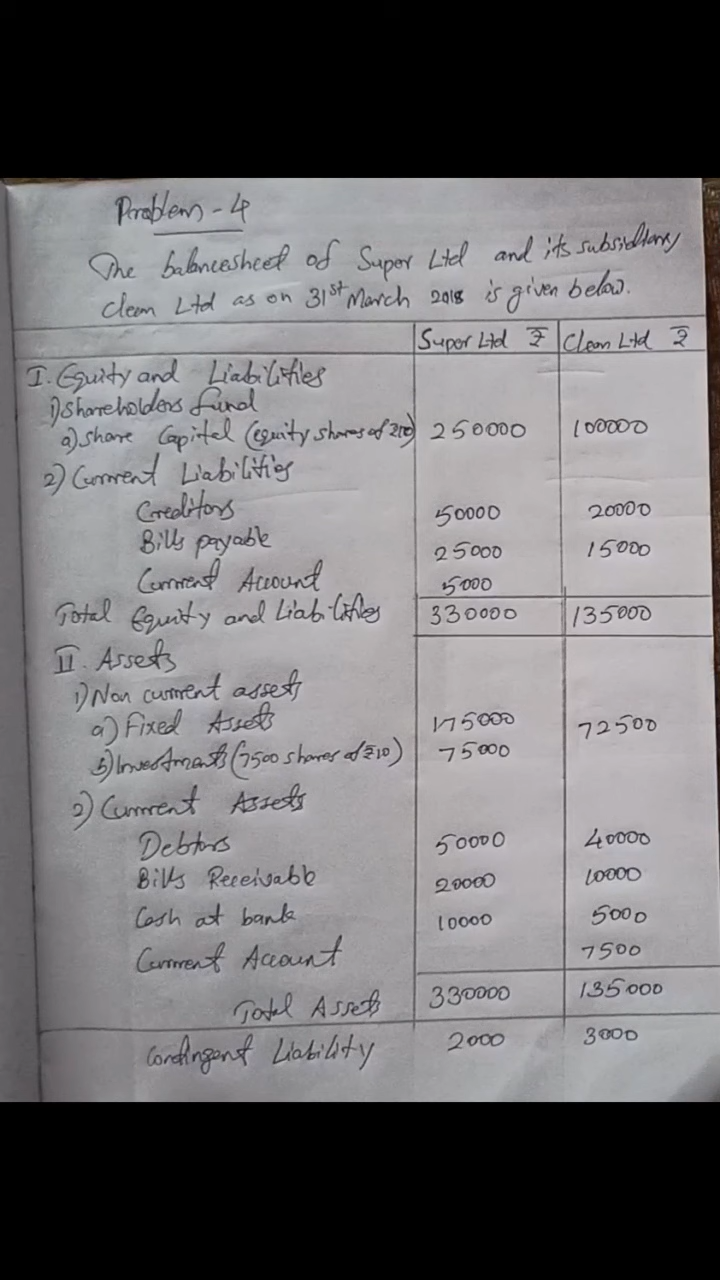 Problem - 4
The balancesheet of Super Ltd and its subsidiary
Clean Ltd as on 31st March 2018 is given below.
Super Ltd ₹ Clean Ltd ₹
I. Equity and Liabilities
1) Shareholders fund
a) Share Capital (equity shares of ₹10) 250000 100000
2) Current Liabilities
Creditors 50000 20000
Bills payable 25000 15000
Current Account 5000
Total Equity and Liabilities 330000 135000
II. Assets
1) Non current assets
a) Fixed Assets 175000 72500
b) Investments (7500 shares of ₹10) 75000
2) Current Assets
Debtors 50000 40000
Bills Receivable 20000 10000
Cash at bank 10000 5000
Current Account 7500
Total Assets 330000 135000
Contingent Liability 2000 3000